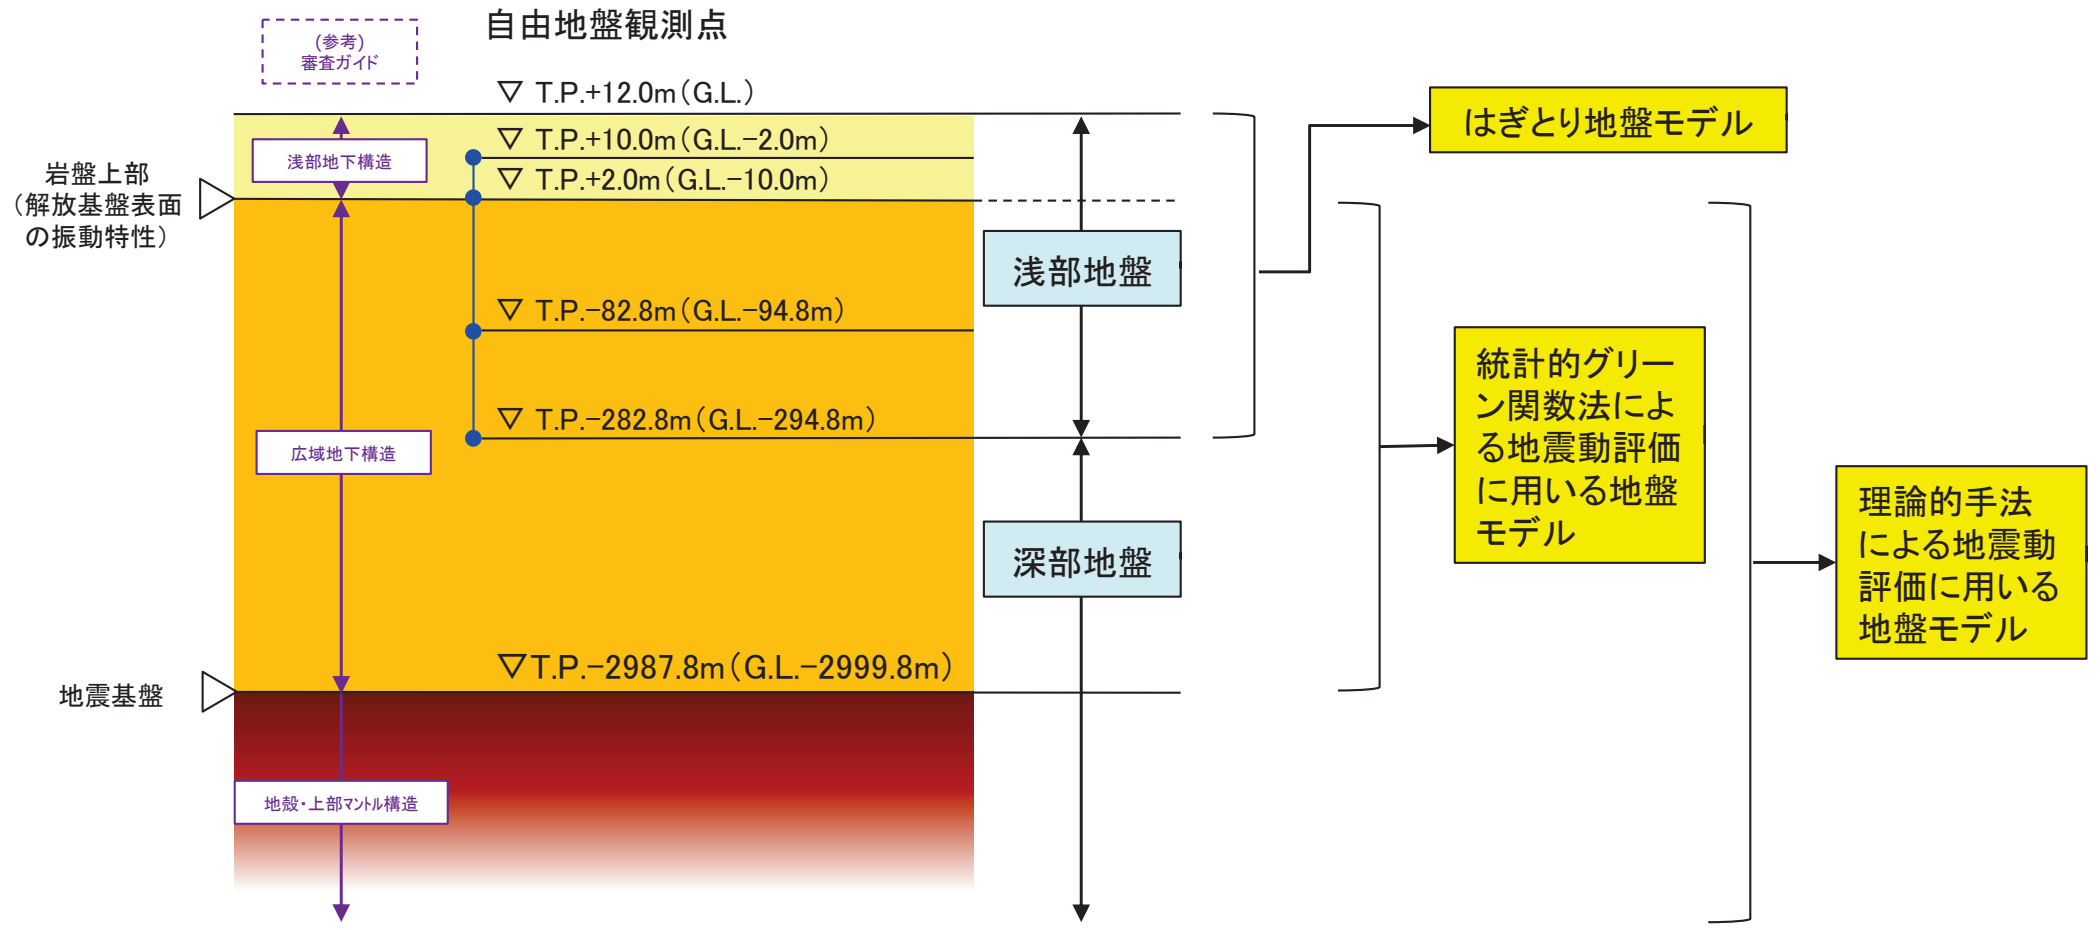 自由地盤観測点
(参考)
審査ガイド
▽ T.P.+12.0m(G.L.)
▽ T.P.+10.0m(G.L.-2.0m)
▽ T.P.+2.0m(G.L.-10.0m)
▽ T.P.-82.8m(G.L.-94.8m)
▽ T.P.-282.8m(G.L.-294.8m)
▽T.P.-2987.8m(G.L.-2999.8m)
岩盤上部
(解放基盤表面
の振動特性)
地震基盤
浅部地下構造
広域地下構造
地殻・上部マントル構造
浅部地盤
深部地盤
はぎとり地盤モデル
統計的グリー
ン関数法によ
る地震動評価
に用いる地盤
モデル
理論的手法
による地震動
評価に用いる
地盤モデル